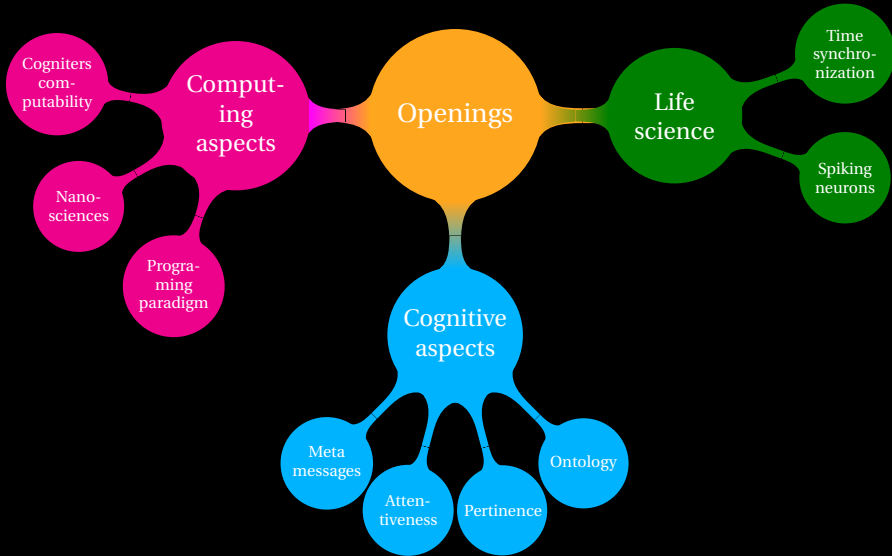 Openings
Comput-
ing
aspects
Cogniters
com-
putability
Nano-
sciences
Progra-
ming
paradigm
Cognitive
aspects
Meta
messages
Atten-
tiveness
Pertinence
Ontology
Life
science
Time
synchro-
nization
Spiking
neurons